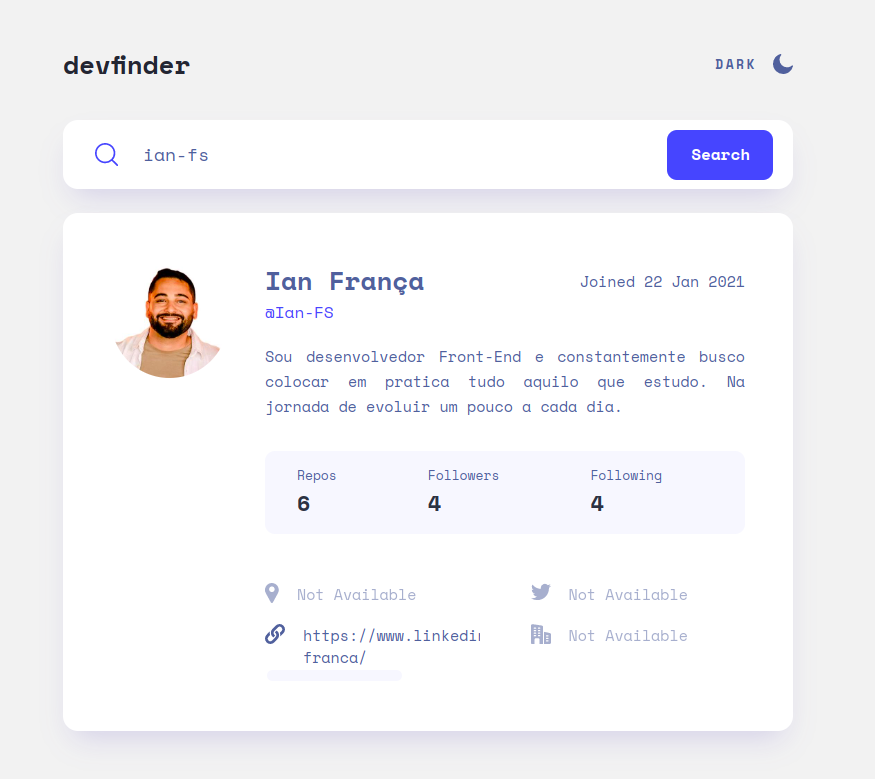 devfinder
DARK
ian-fs
Search
Ian França
Joined 22 Jan 2021
@Ian-FS
Sou desenvolvedor Front-End e constantemente busco
colocar em pratica tudo aquilo que estudo. Na
jornada de evoluir um pouco a cada dia.
Repos Followers Following
6 4 4
Not Available
Not Available
https://www.linkedin
franca/
Not Available